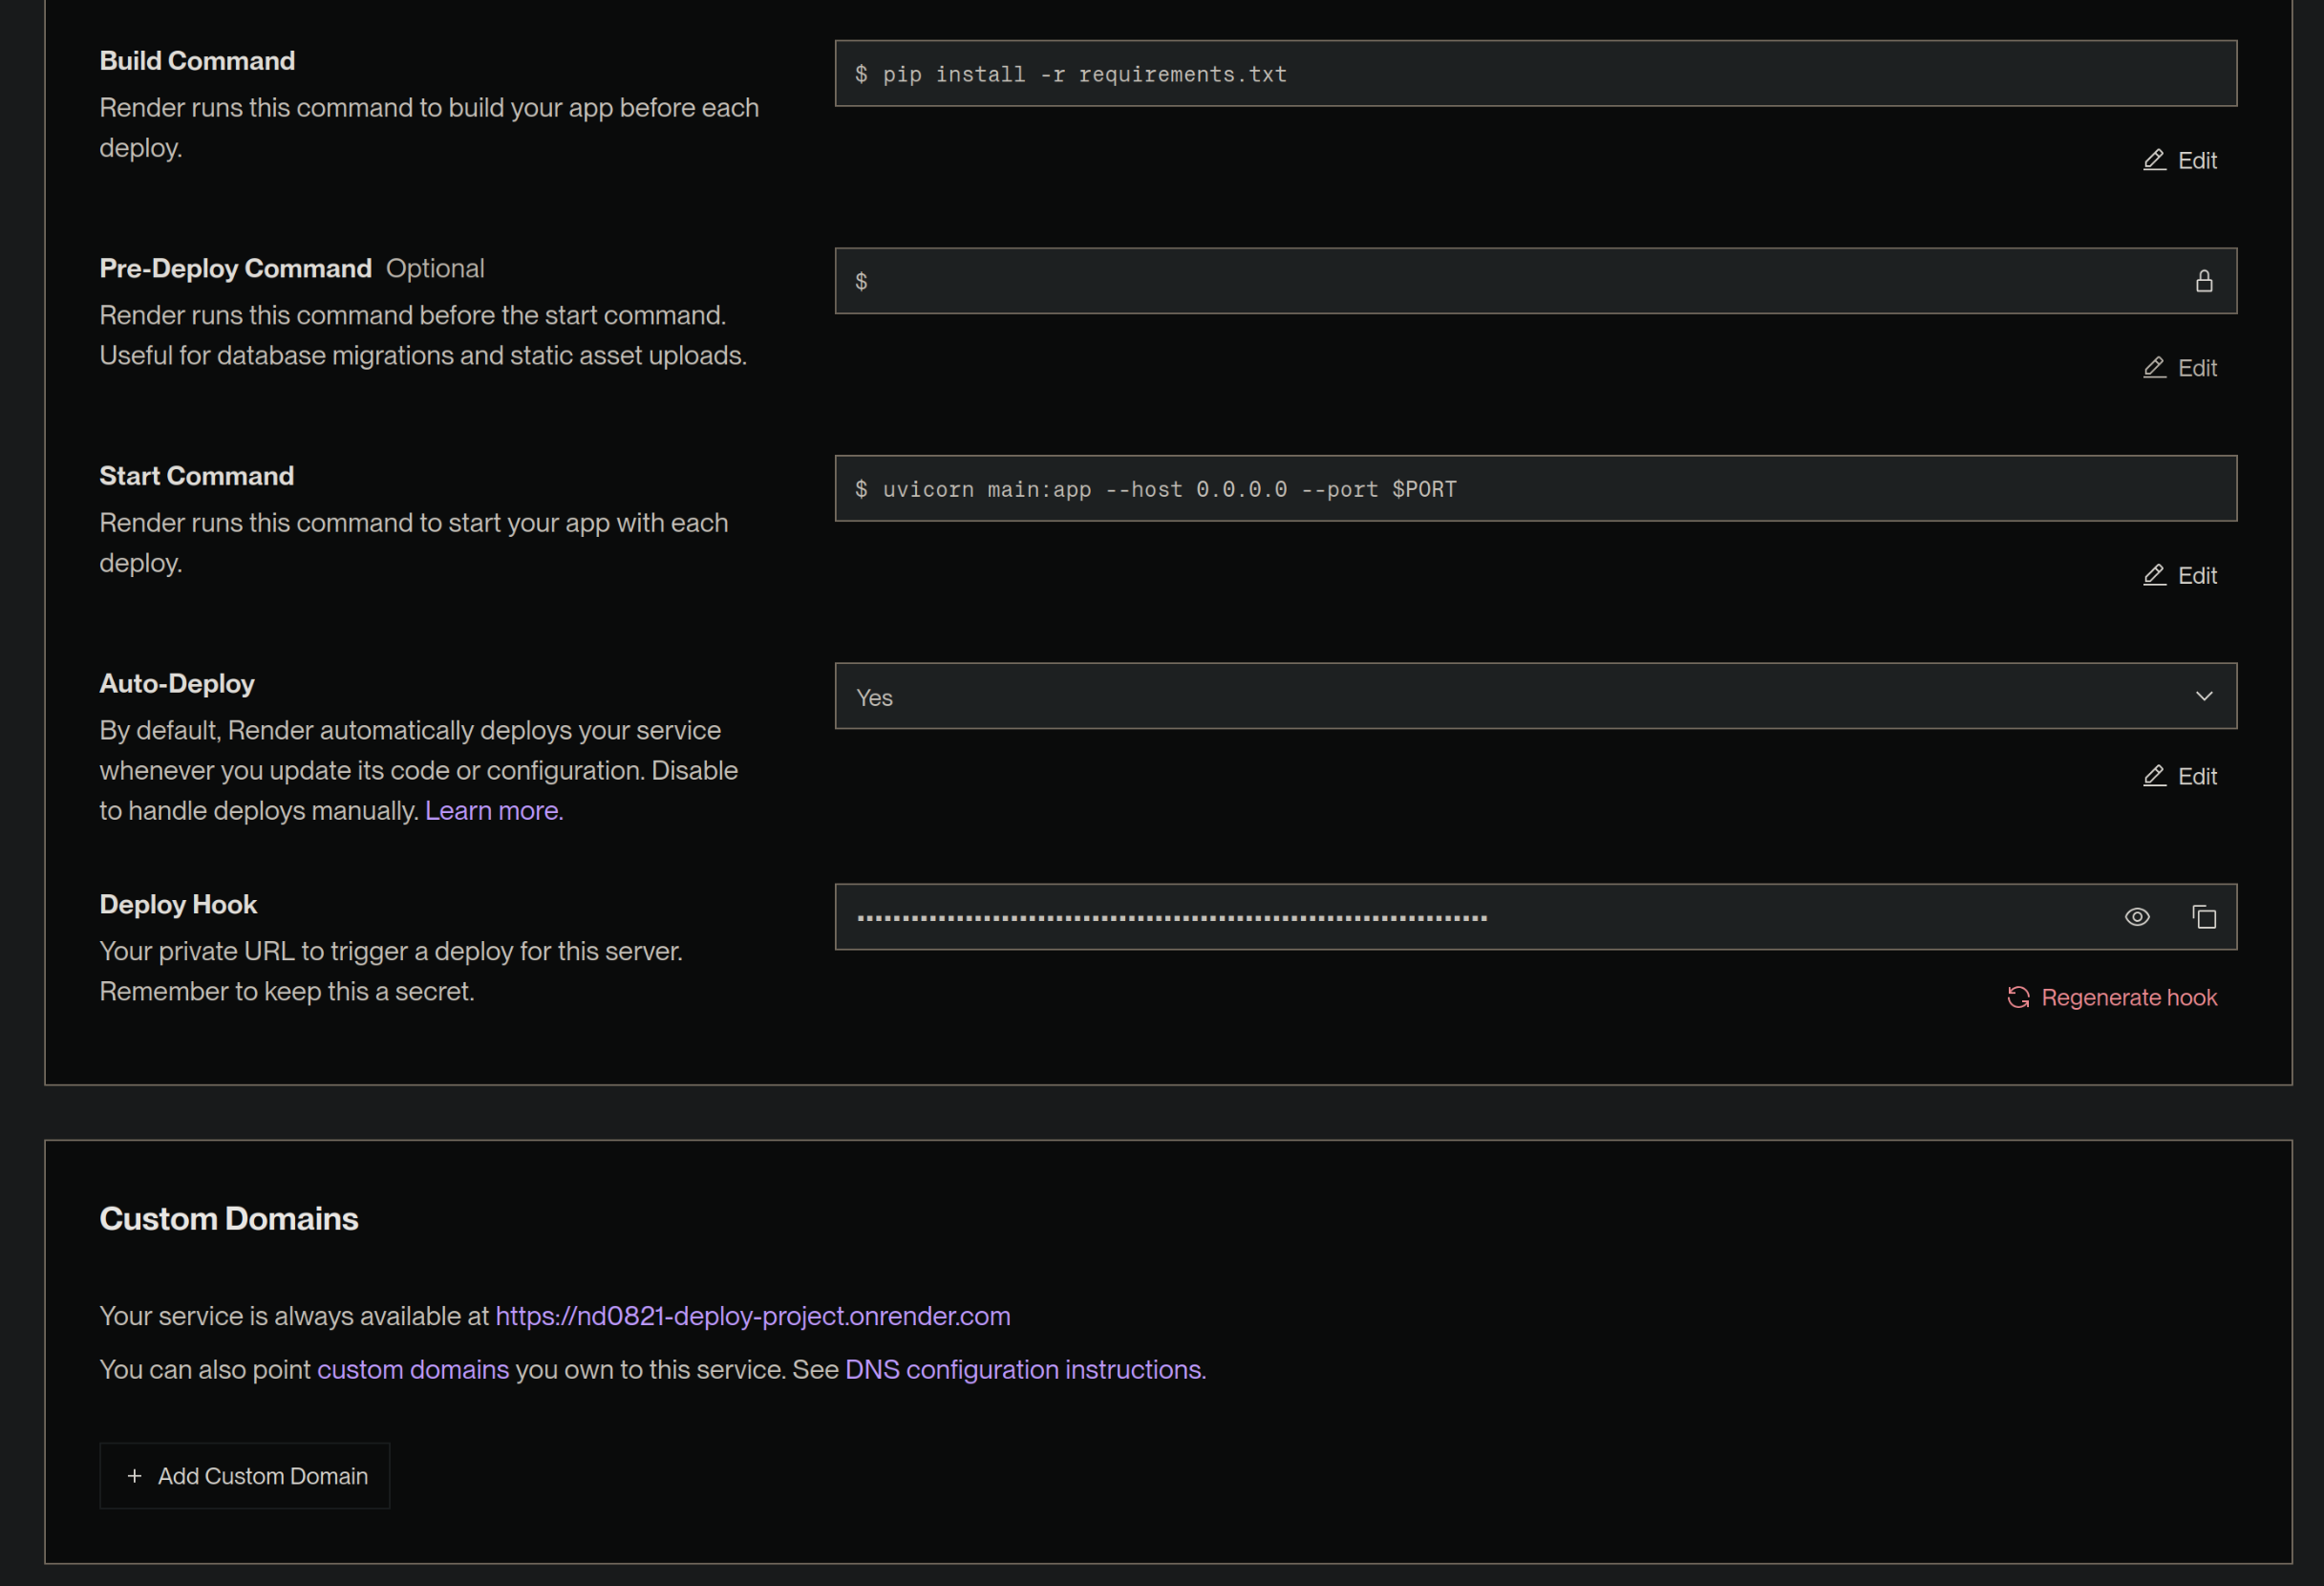 Build Command
$ pip install -r requirements.txt
Render runs this command to build your app before each
deploy.
Edit
Pre-Deploy Command Optional
$
Render runs this command before the start command.
Useful for database migrations and static asset uploads.
Edit
Start Command
$ uvicorn main:app --host 0.0.0.0 --port $PORT
Render runs this command to start your app with each
deploy.
Edit
Auto-Deploy
Yes
By default, Render automatically deploys your service
whenever you update its code or configuration. Disable
to handle deploys manually. Learn more.
Edit
Deploy Hook
Your private URL to trigger a deploy for this server.
Remember to keep this a secret.
Regenerate hook
Custom Domains
Your service is always available at https://nd0821-deploy-project.onrender.com
You can also point custom domains you own to this service. See DNS configuration instructions.
+ Add Custom Domain